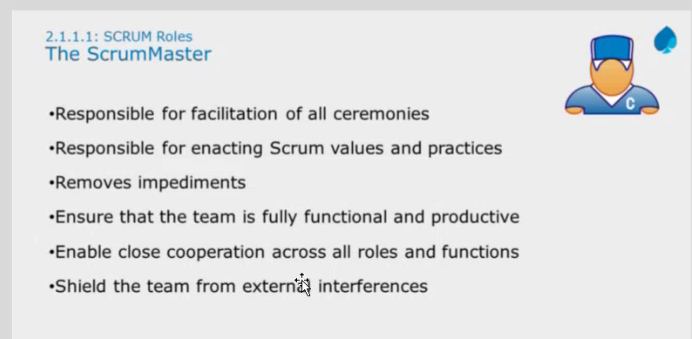 2.1.1.1: SCRUM Roles
The ScrumMaster
C
•Responsible for facilitation of all ceremonies
•Responsible for enacting Scrum values and practices
•Removes impediments
•Ensure that the team is fully functional and productive
•Enable close cooperation across all roles and functions
•Shield the team from external interferences